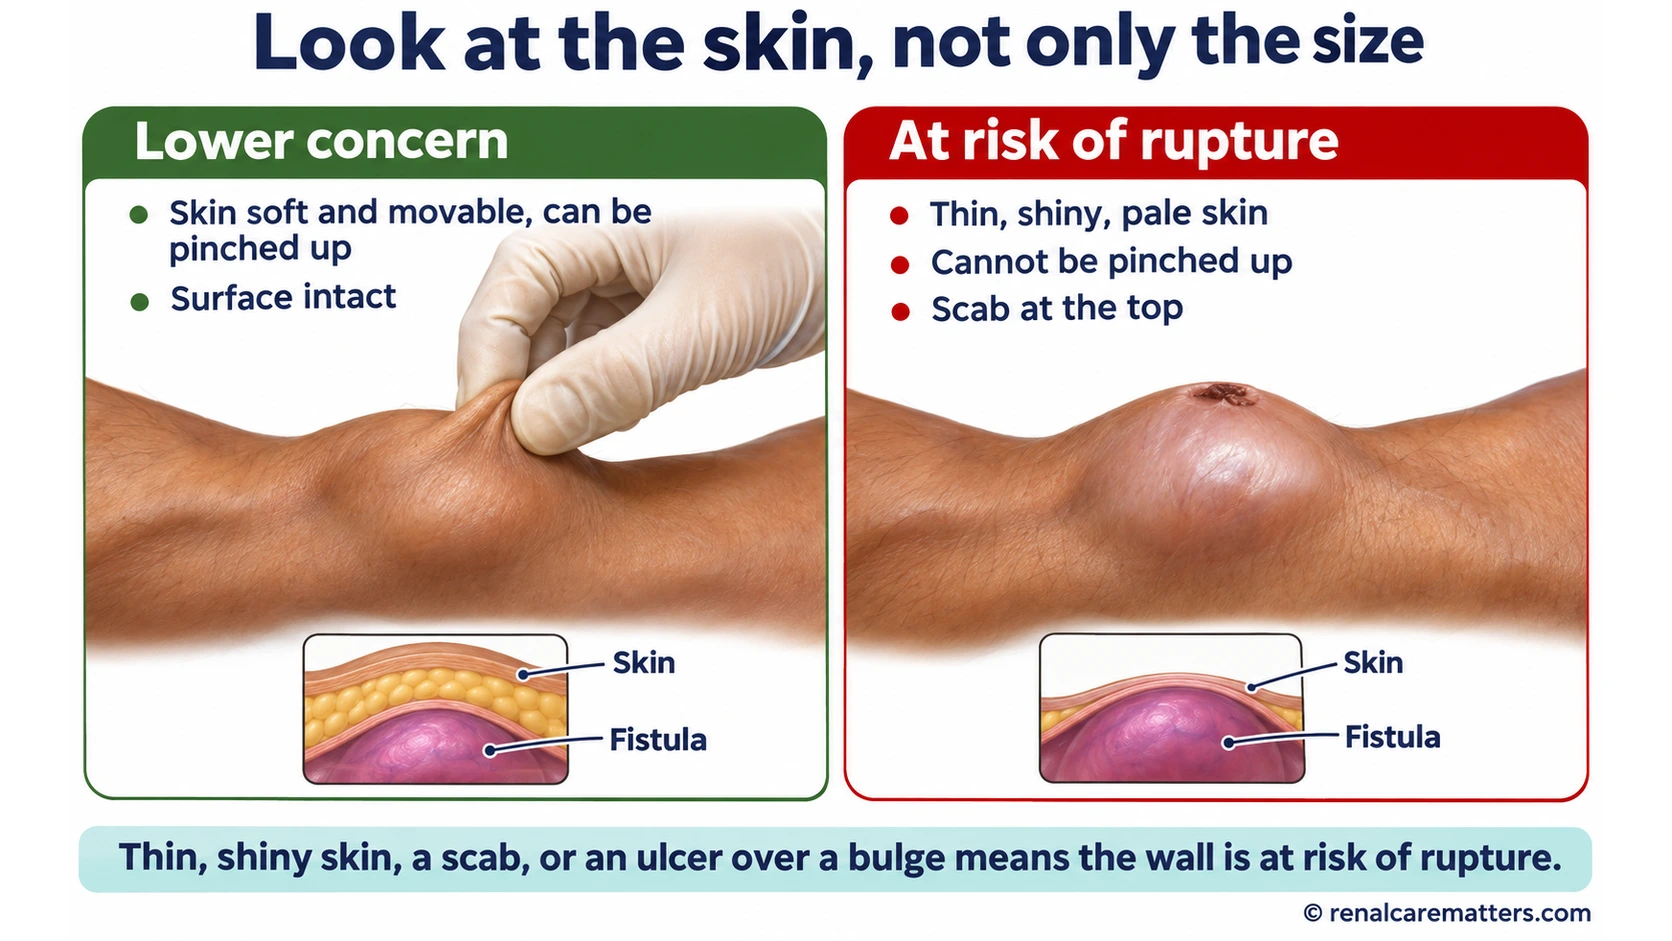 Look at the skin, not only the size
Lower concern
Skin soft and movable, can be
pinched up
Surface intact
Skin
Fistula
At risk of rupture
Thin, shiny, pale skin
Cannot be pinched up
Scab at the top
Skin
Fistula
Thin, shiny skin, a scab, or an ulcer over a bulge means the wall is at risk of rupture.
© renalcarematters.com